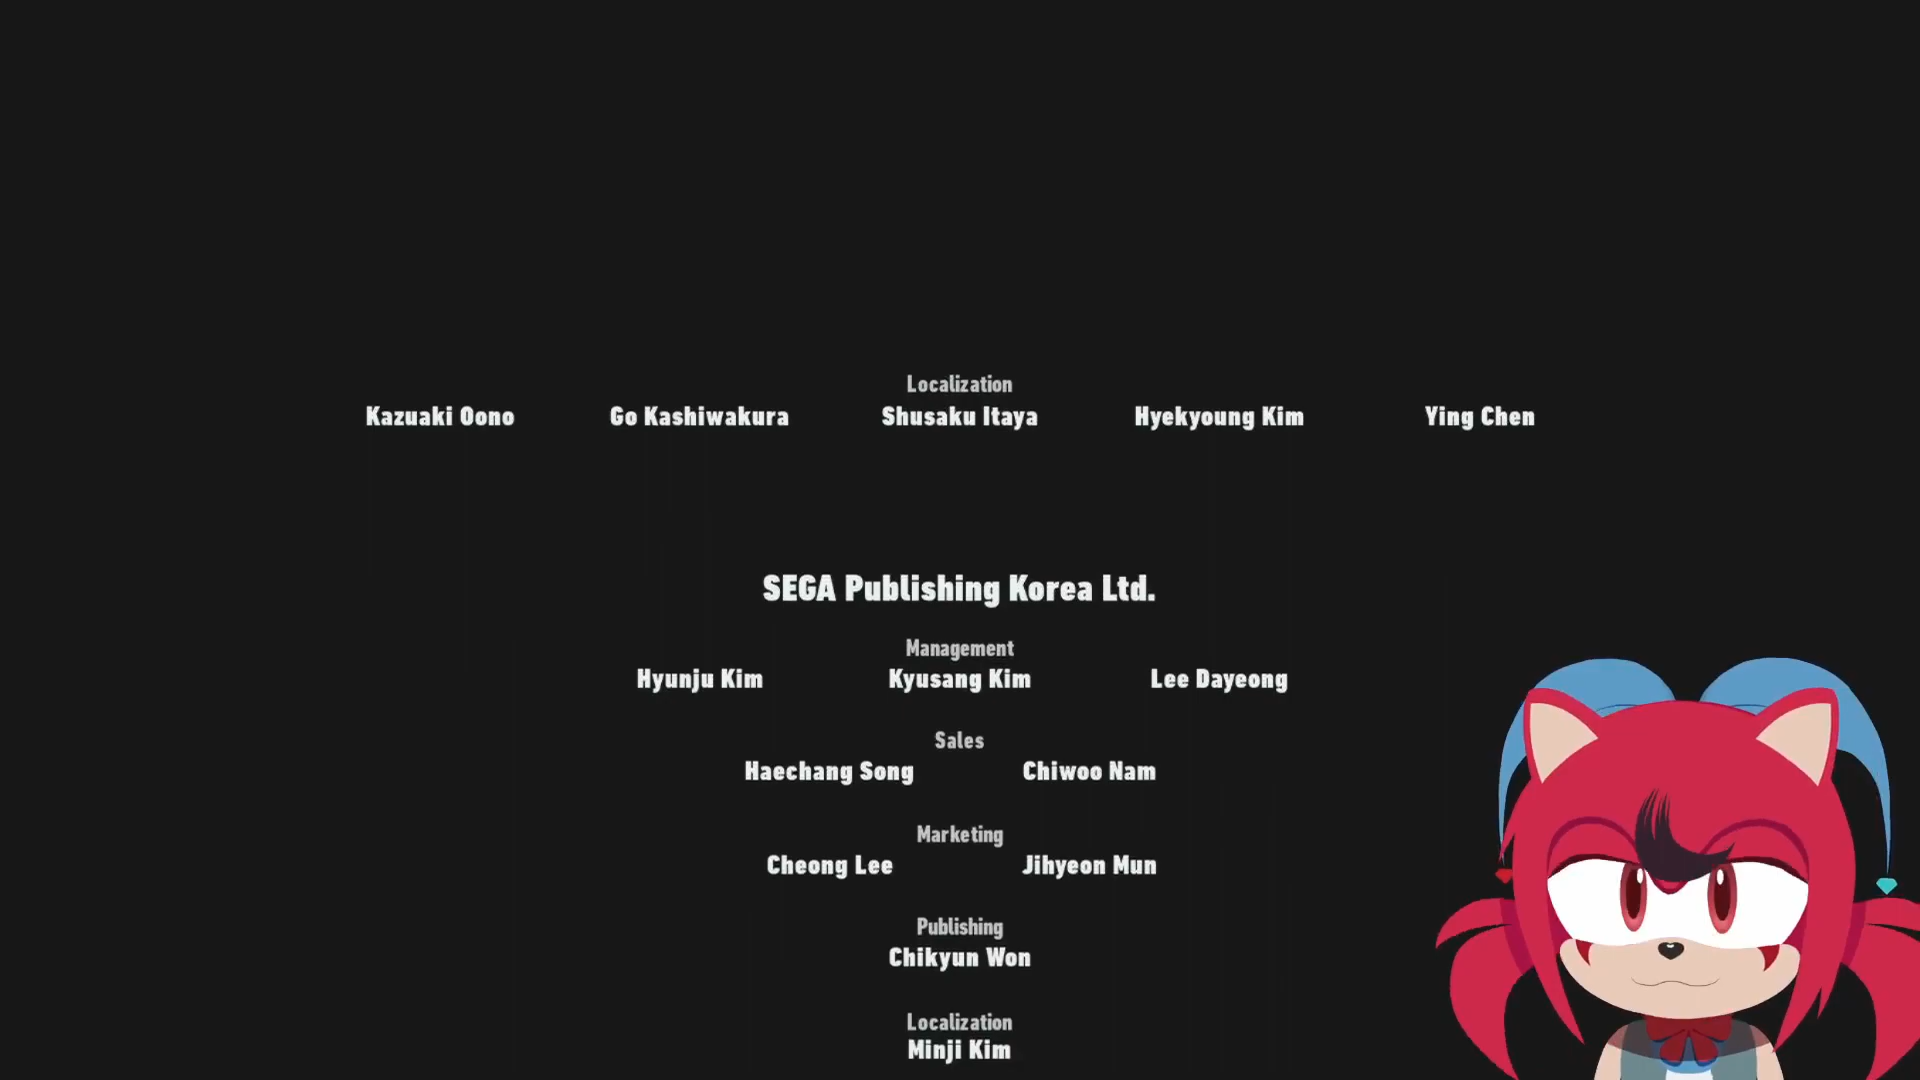 Localization
Kazuaki Oono Go Kashiwakura Shusaku Itaya Hyekyoung Kim Ying Chen
SEGA Publishing Korea Ltd.
Management
Hyunju Kim Kyusang Kim Lee Dayeong
Sales
Haechang Song Chiwoo Nam
Marketing
Cheong Lee Jihyeon Mun
Publishing
Chikyun Won
Localization
Minji Kim